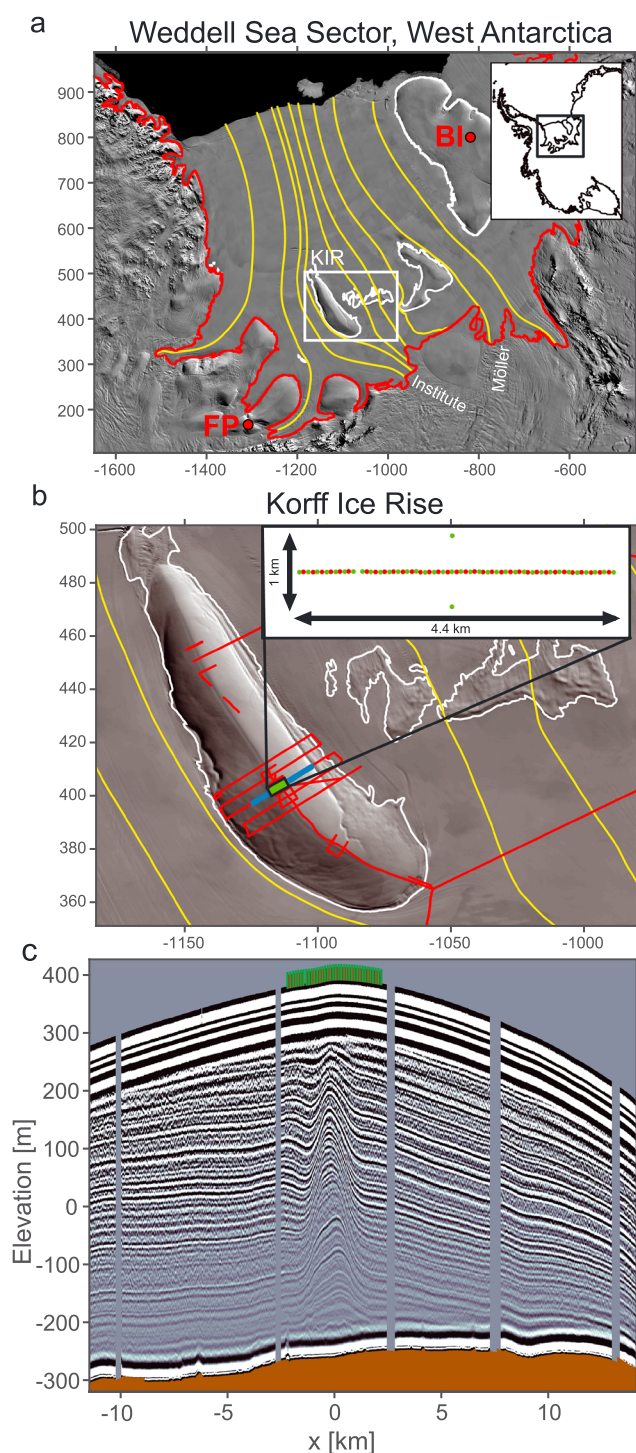 a
Weddell Sea Sector, West Antarctica
900
800
700
600
500
400
300
200
BI
KIR
FP
Institute
Möller
-1600
-1400
-1200
-1000
-800
-600
b
Korff Ice Rise
500
480
460
440
420
400
380
360
1 km
4.4 km
-1150
-1100
-1050
-1000
c
400
300
200
100
0
-100
-200
-300
Elevation [m]
-10
-5
0
5
10
x [km]